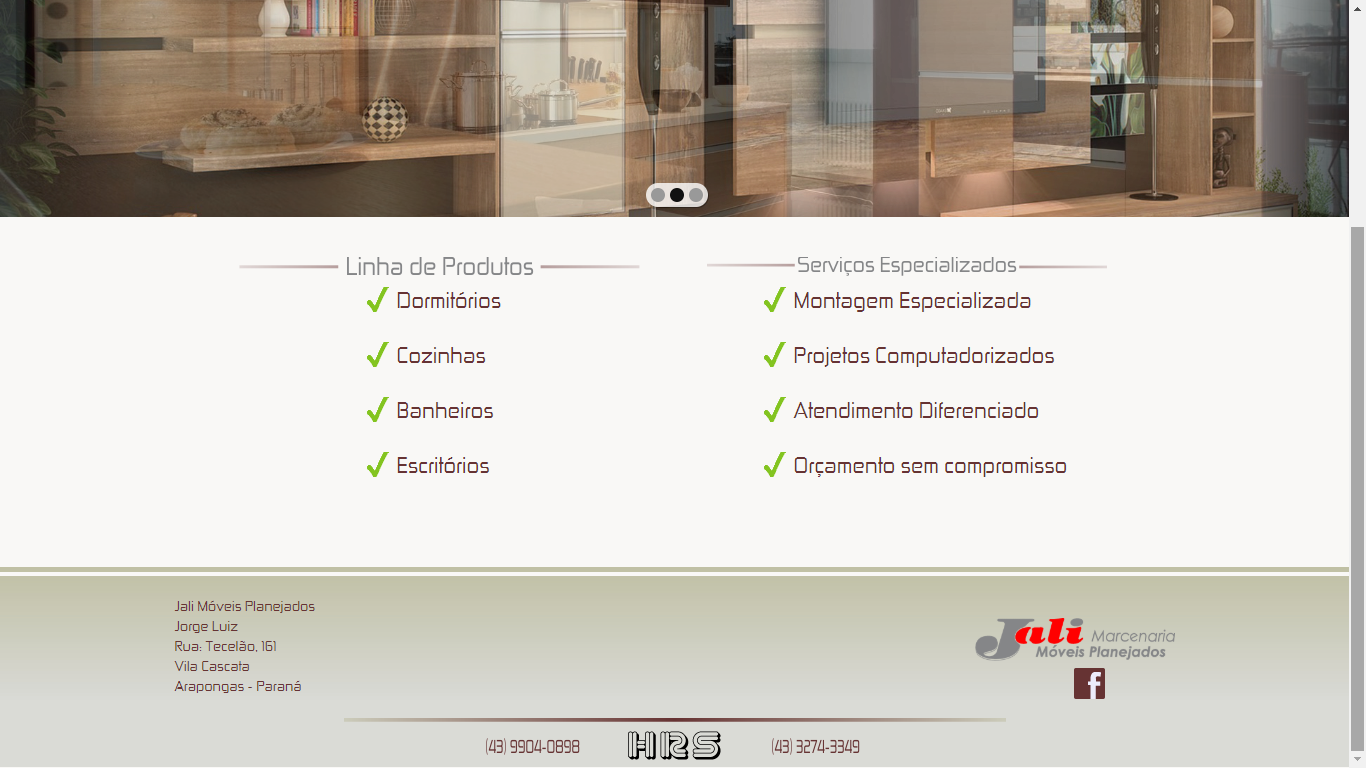 Linha de Produtos
Dormitórios
Cozinhas
Banheiros
Escritórios
Serviços Especializados
Montagem Especializada
Projetos Computadorizados
Atendimento Diferenciado
Orçamento sem compromisso
Jali Móveis Planejados
Jorge Luiz
Rua: Tecelão, 161
Vila Cascata
Arapongas - Paraná
Jali Marcenaria
Móveis Planejados
f
(43) 9904-0898
HRS
(43) 3274-3349